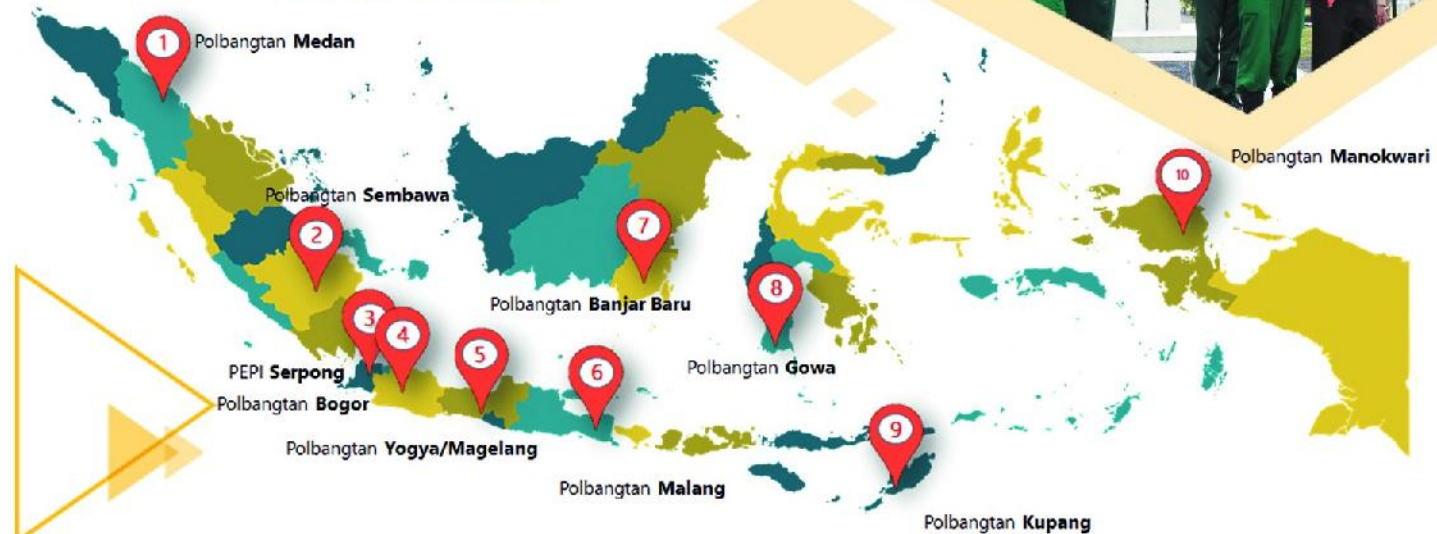 1
Polbangtan Medan
Polbangtan Manokwari
10
Polbangtan Sembawa
2
7
Polbangtan Banjar Baru
8
3
4
5
6
PEPI Serpong
Polbangtan Gowa
Polbangtan Bogor
9
Polbangtan Yogya/Magelang
Polbangtan Malang
Polbangtan Kupang